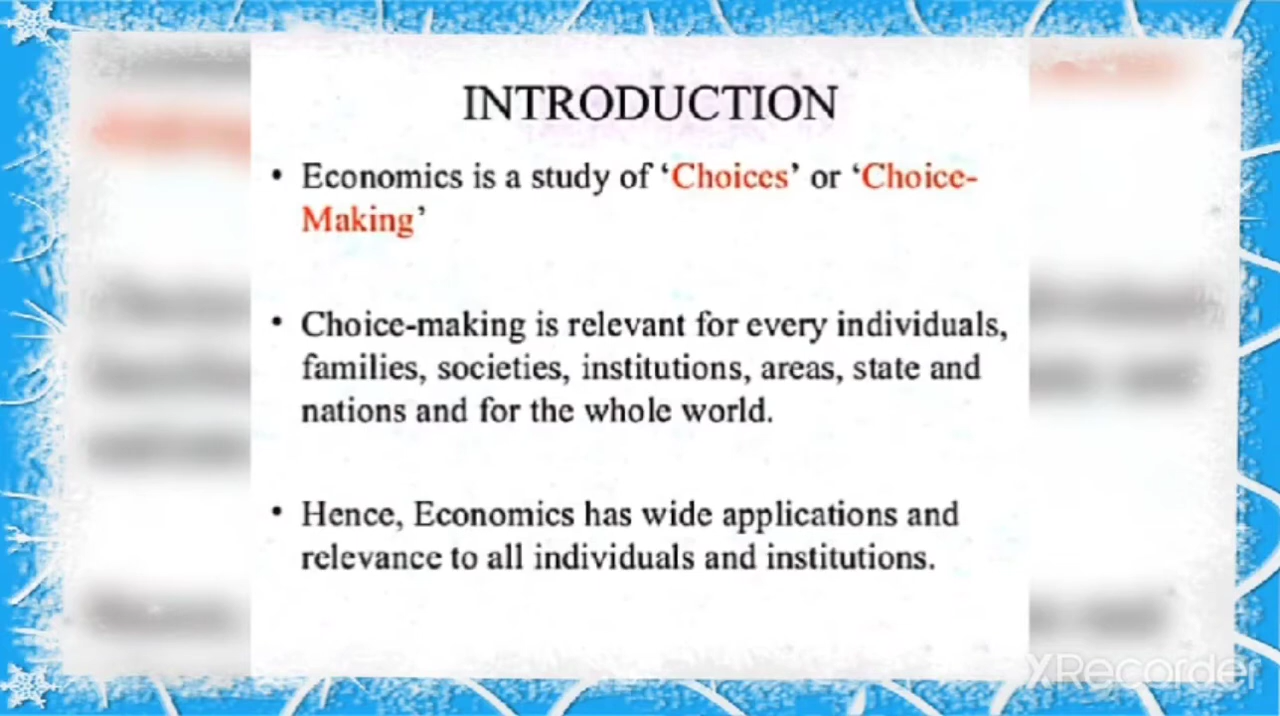 INTRODUCTION
• Economics is a study of ‘Choices’ or ‘Choice-
Making’
• Choice-making is relevant for every individuals,
families, societies, institutions, areas, state and
nations and for the whole world.
• Hence, Economics has wide applications and
relevance to all individuals and institutions.
XRecorder